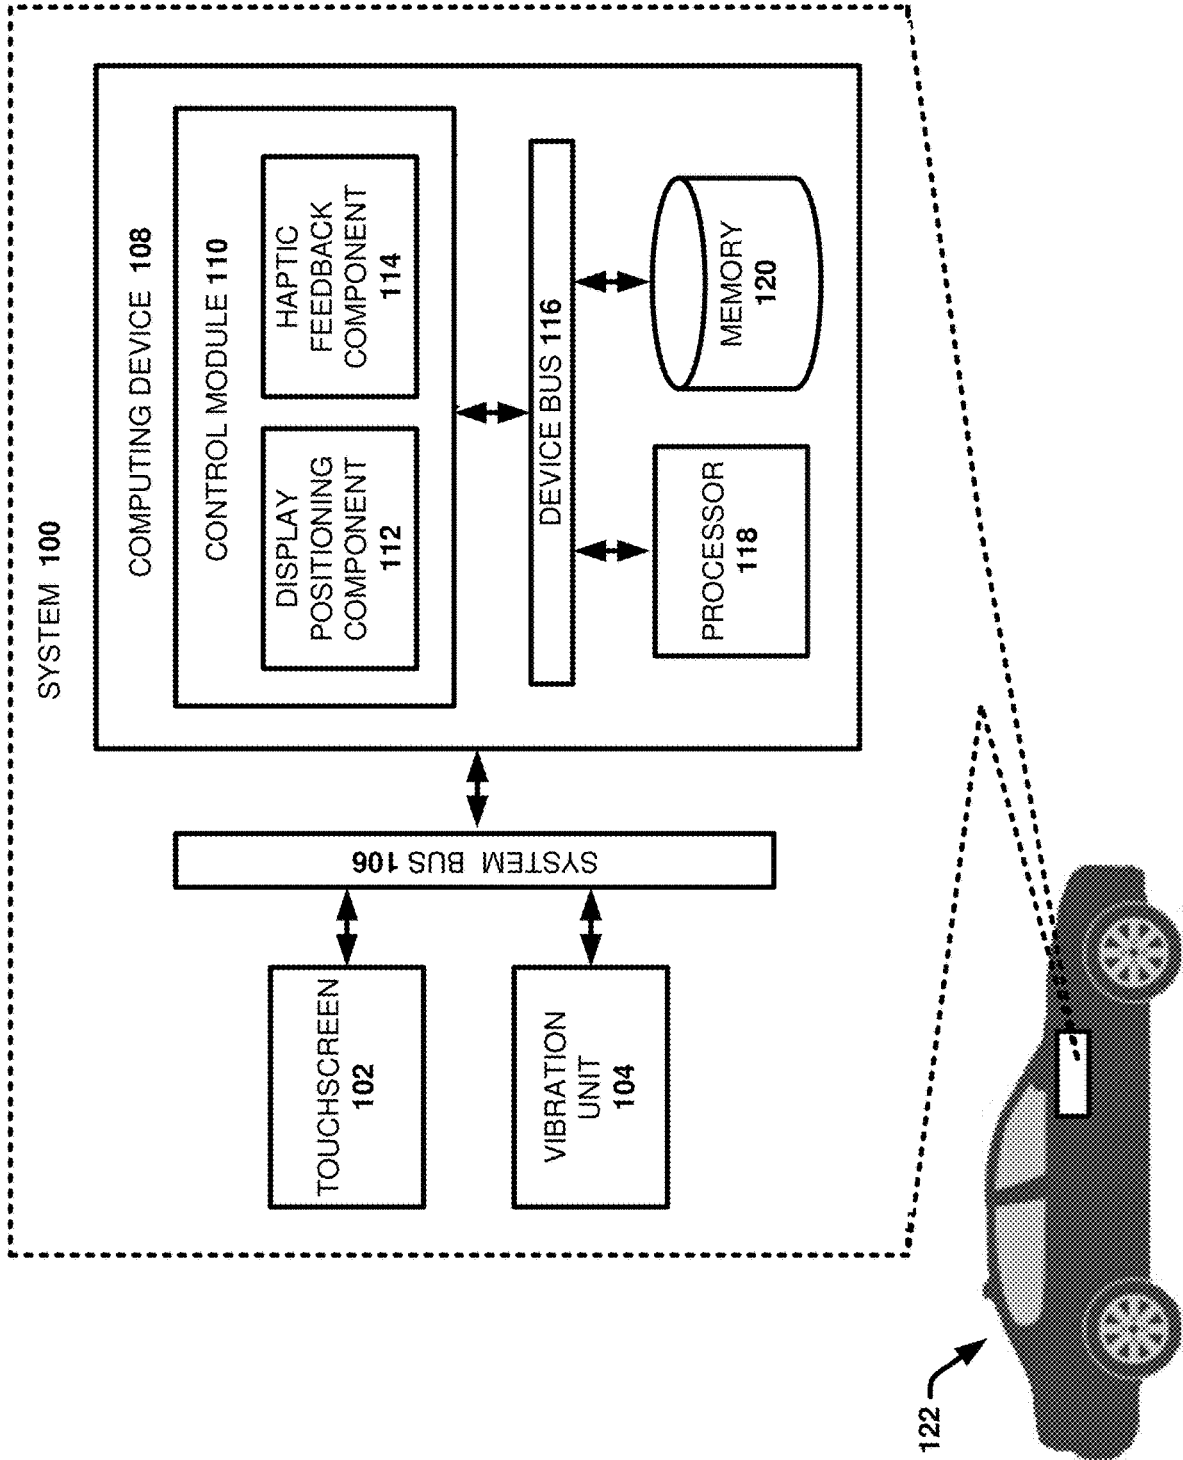 SYSTEM 100
COMPUTING DEVICE 108
CONTROL MODULE 110
DISPLAY
POSITIONING
COMPONENT
112
HAPTIC
FEEDBACK
COMPONENT
114
TOUCHSCREEN
102
VIBRATION
UNIT
104
SYSTEM BUS 106
DEVICE BUS 116
PROCESSOR
118
MEMORY
120
122